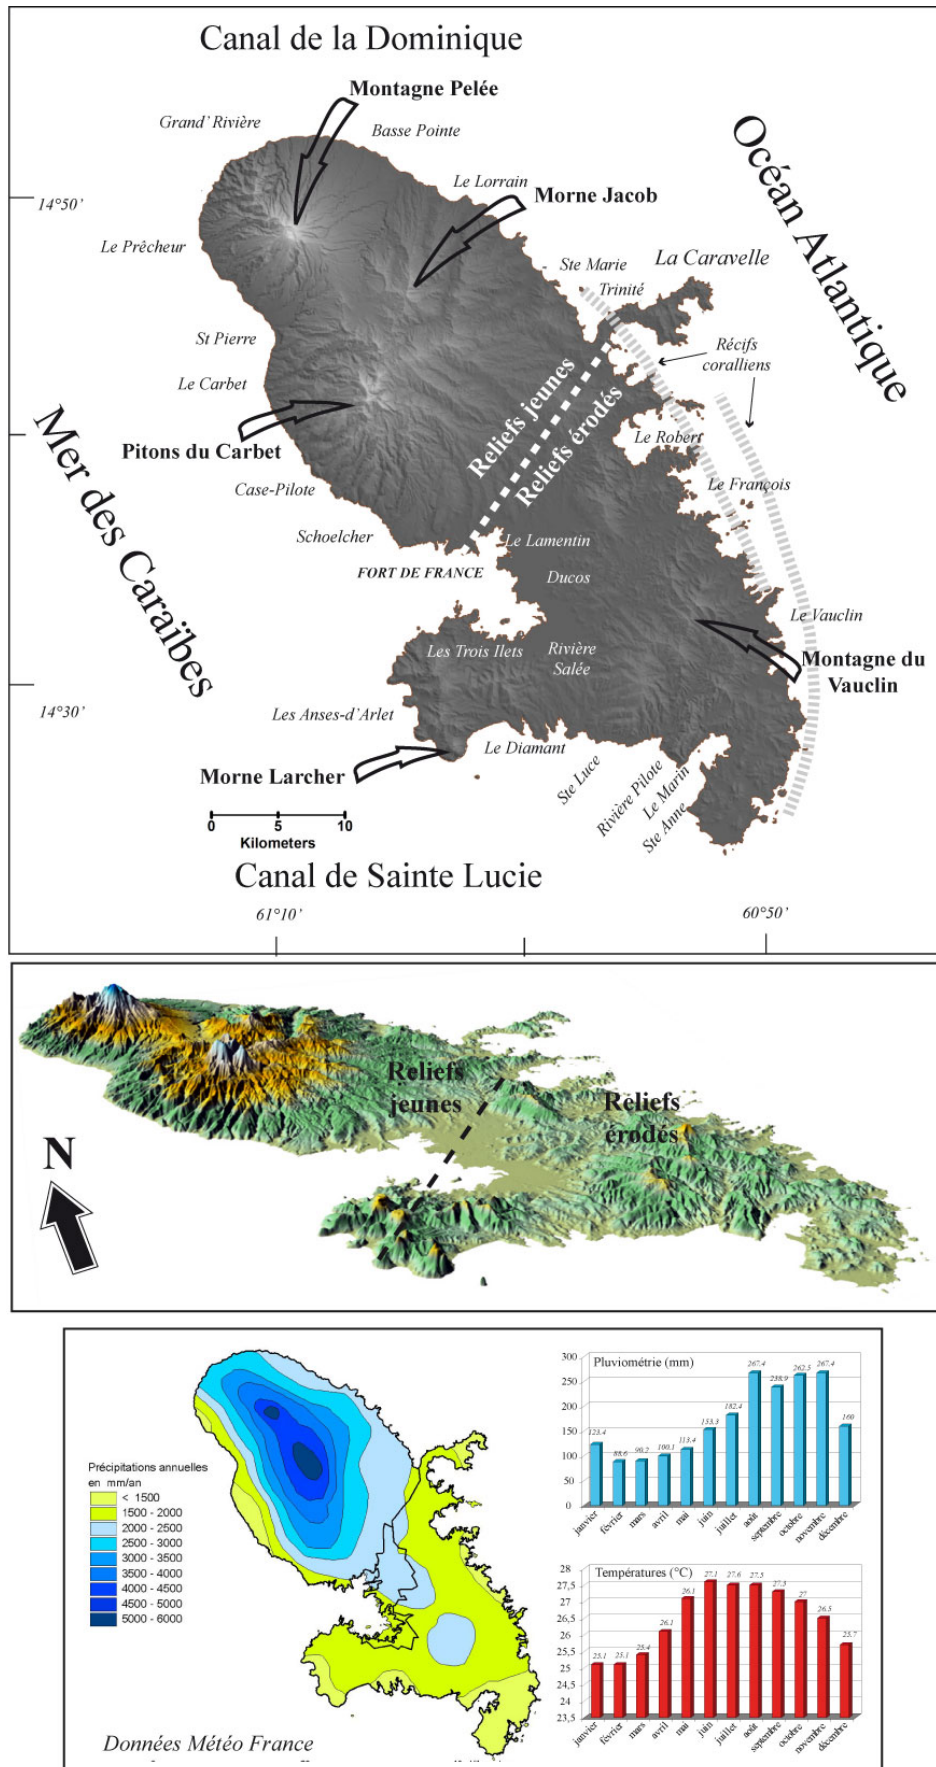 Canal de la Dominique
Montagne Pelée
Grand' Rivière
Basse Pointe
Océan Atlantique
Le Lorrain
14°50'
Morne Jacob
Le Prêcheur
Ste Marie
La Caravelle
Trinité
St Pierre
Récifs
coralliens
Le Carbet
Reliefs jeunes
Reliefs érodés
Mer des Caraïbes
Pitons du Carbet
Le Robert
Case-Pilote
Le François
Schoelcher
Le Lamentin
FORT DE FRANCE
Ducos
Le Vauclin
Les Trois Ilets
Rivière
Salée
Montagne du
Vauclin
14°30'
Les Anses-d'Arlet
Le Diamant
Morne Larcher
Ste Luce
Rivière Pilote
Le Marin
Ste Anne
0 5 10
Kilometers
Canal de Sainte Lucie
61°10'
60°50'
Reliefs
jeunes
Reliefs
érodés
N
Précipitations annuelles
en mm/an
< 1500
1500 - 2000
2000 - 2500
2500 - 3000
3000 - 3500
3500 - 4000
4000 - 4500
4500 - 5000
5000 - 6000
Données Météo France
Pluviométrie (mm)
300
250
200
150
100
50
0
123.4 88.6 90.2 100.1 113.4 153.3 182.4 267.4 238.9 262.5 267.4 160
janvier février mars avril mai juin juillet août septembre octobre novembre décembre
Températures (°C)
28
27,5
27
26,5
26
25,5
25
24,5
24
23,5
25.1 25.1 25.4 26.1 26.1 27.1 27.6 27.5 27.3 27 26.5 25.7
janvier février mars avril mai juin juillet août septembre octobre novembre décembre